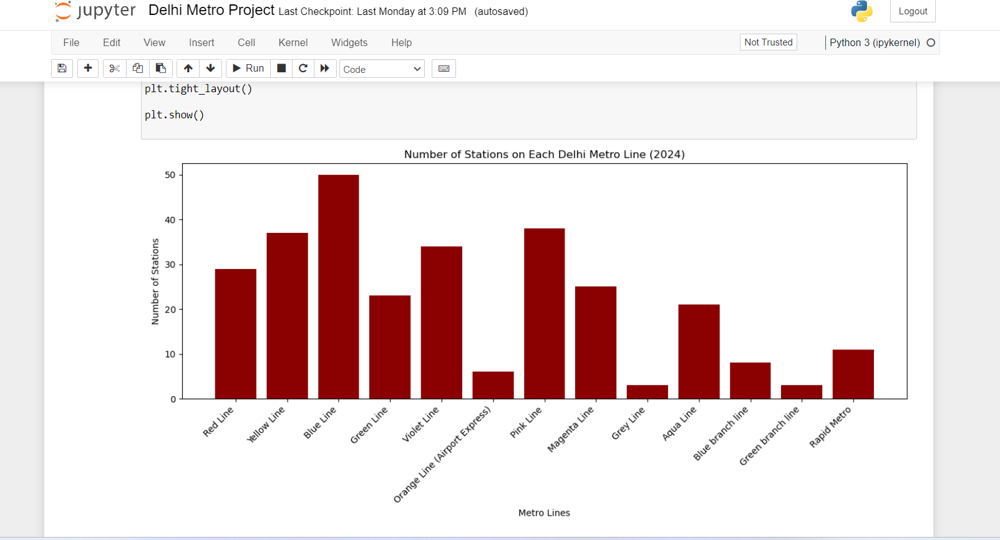 jupyter Delhi Metro Project Last Checkpoint: Last Monday at 3:09 PM (autosaved) Logout
File Edit View Insert Cell Kernel Widgets Help Not Trusted Python 3 (ipykernel)
Run Code
plt.tight_layout()
plt.show()
Number of Stations on Each Delhi Metro Line (2024)
Number of Stations
50
40
30
20
10
0
Red Line
Yellow Line
Blue Line
Green Line
Violet Line
Orange Line (Airport Express)
Pink Line
Magenta Line
Grey Line
Aqua Line
Blue branch line
Green branch line
Rapid Metro
Metro Lines